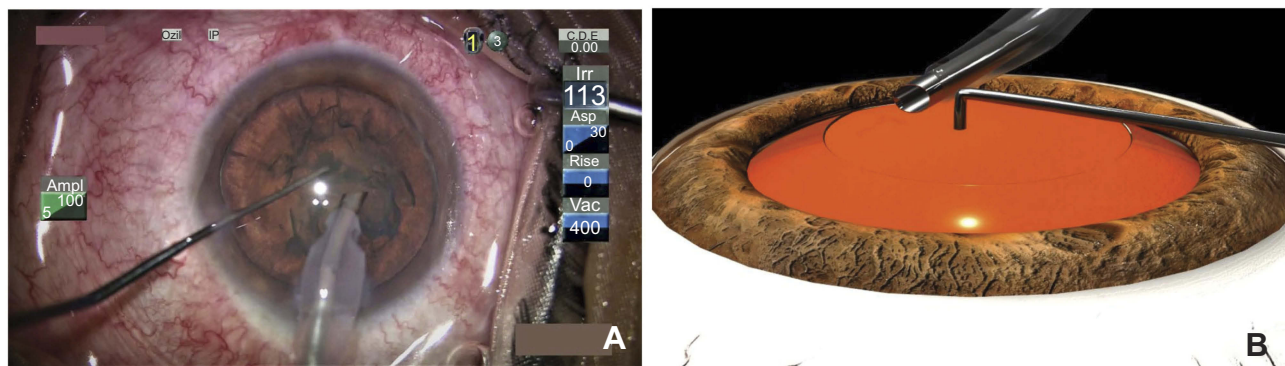 Ozil IP
1 3
C.D.E
0.00
Irr
113
Asp
30
0
Rise
0
Vac
400
Ampl
100
5
A
B